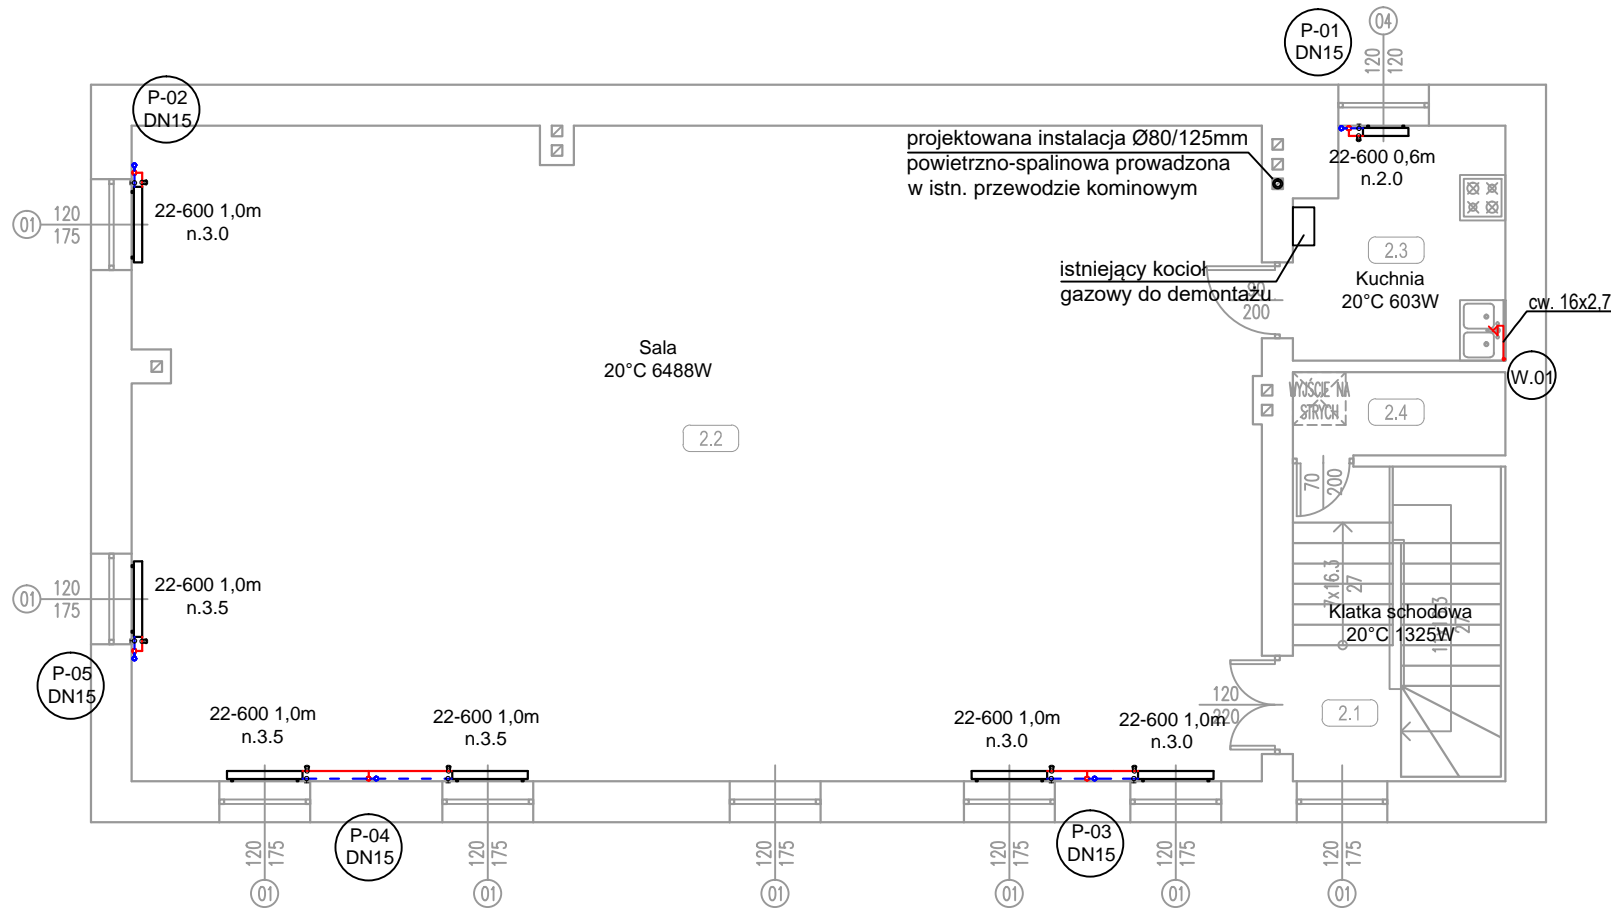 P-01
DN15
04
120
120
P-02
DN15
projektowana instalacja Ø80/125mm
powietrzno-spalinowa prowadzona
w istn. przewodzie kominowym
22-600 0,6m
n.2.0
01
120
175
22-600 1,0m
n.3.0
2.3
Kuchnia
20°C 603W
istniejący kocioł
gazowy do demontażu
90
200
cw. 16x2,7
Sala
20°C 6488W
W.01
WYJŚCIE NA
STRYCH
2.4
2.2
70
200
01
120
175
22-600 1,0m
n.3.5
7x16.3
27
Klatka schodowa
20°C 1325W
27
P-05
DN15
120
220
2.1
22-600 1,0m
n.3.5
22-600 1,0m
n.3.5
22-600 1,0m
n.3.0
22-600 1,0m
n.3.0
P-04
DN15
P-03
DN15
120
175
120
175
120
175
120
175
120
175
120
175
01
01
01
01
01
01